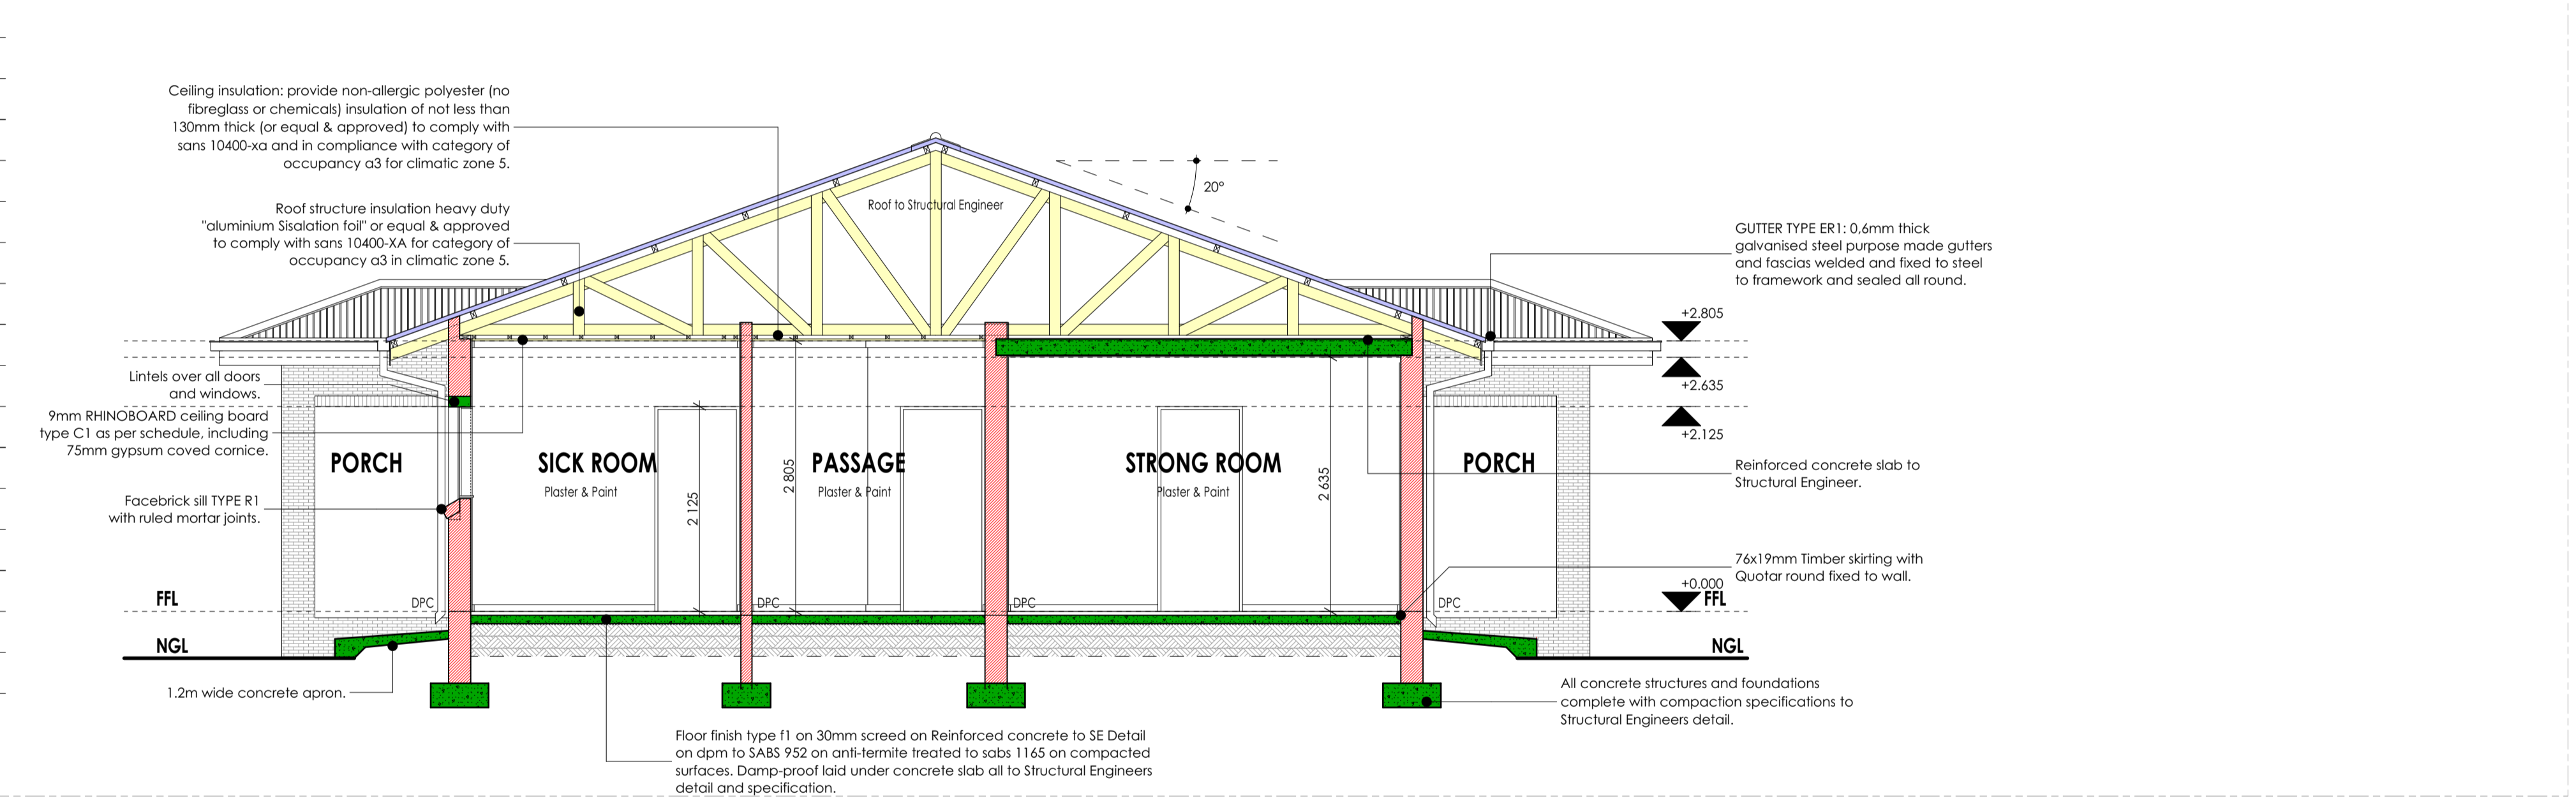 Ceiling insulation: provide non-allergic polyester (no
fibreglass or chemicals) insulation of not less than
130mm thick (or equal & approved) to comply with
sans 10400-xa and in compliance with category of
occupancy a3 for climatic zone 5.
Roof structure insulation heavy duty
"aluminium Sisalation foil" or equal & approved
to comply with sans 10400-XA for category of
occupancy a3 in climatic zone 5.
Lintels over all doors
and windows.
9mm RHINOBOARD ceiling board
type C1 as per schedule, including
75mm gypsum coved cornice.
Facebrick sill TYPE R1
with ruled mortar joints.
FFL
NGL
1.2m wide concrete apron.
Roof to Structural Engineer
20°
PORCH
SICK ROOM
Plaster & Paint
2 125
2 805
PASSAGE
Plaster & Paint
STRONG ROOM
Plaster & Paint
2 635
PORCH
DPC
DPC
DPC
DPC
Floor finish type f1 on 30mm screed on Reinforced concrete to SE Detail
on dpm to SABS 952 on anti-termite treated to sabs 1165 on compacted
surfaces. Damp-proof laid under concrete slab all to Structural Engineers
detail and specification.
GUTTER TYPE ER1: 0,6mm thick
galvanised steel purpose made gutters
and fascias welded and fixed to steel
to framework and sealed all round.
+2.805
+2.635
+2.125
Reinforced concrete slab to
Structural Engineer.
76x19mm Timber skirting with
Quotar round fixed to wall.
+0.000
FFL
NGL
All concrete structures and foundations
complete with compaction specifications to
Structural Engineers detail.